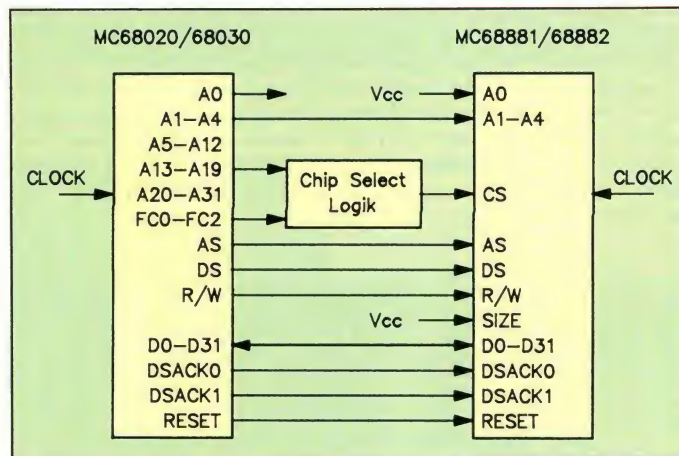 MC68020/68030
MC68881/68882
A0
Vcc
A0
A1-A4
A1-A4
A5-A12
A13-A19
CLOCK
Chip Select
Logik
CLOCK
A20-A31
CS
FC0-FC2
AS
AS
DS
DS
R/W
R/W
Vcc
SIZE
D0-D31
D0-D31
DSACK0
DSACK0
DSACK1
DSACK1
RESET
RESET